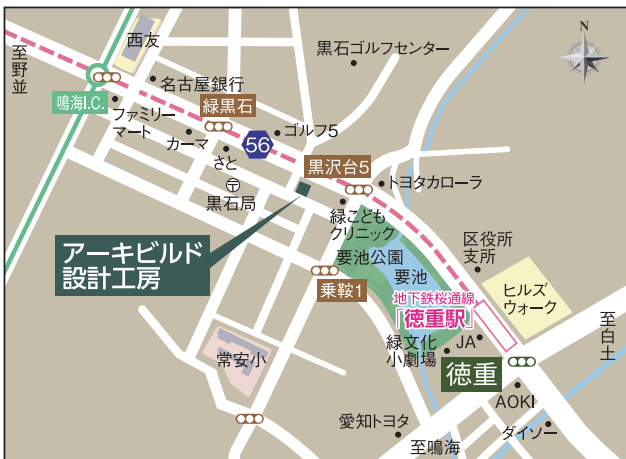 至野並
西友
黒石ゴルフセンター
N
名古屋銀行
鳴海I.C.
ファミリー
マート
緑黒石
カーマ
56
ゴルフ5
さと
〒
黒石局
黒沢台5
トヨタカローラ
緑こども
クリニック
アーキビルド
設計工房
要池公園
要池
区役所
支所
乗鞍1
地下鉄桜通線
「徳重駅」
ヒルズ
ウォーク
至白土
常安小
緑文化
小劇場
JA
徳重
AOKI
愛知トヨタ
ダイソー
至鳴海